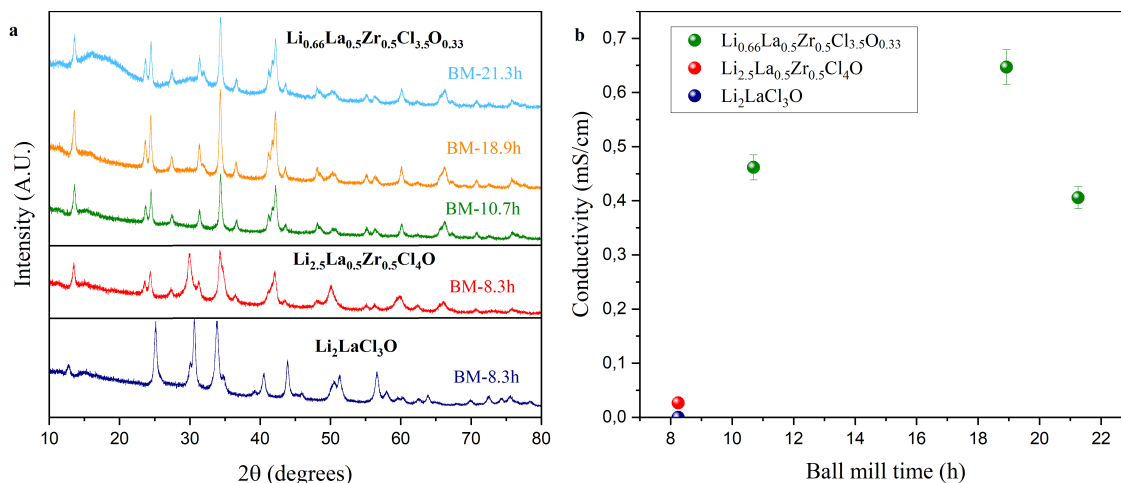 a
Li0.66La0.5Zr0.5Cl3.5O0.33
BM-21.3h
BM-18.9h
BM-10.7h
Li2.5La0.5Zr0.5Cl4O
BM-8.3h
Li2LaCl3O
BM-8.3h
Intensity (A.U.)
10 20 30 40 50 60 70 80
2θ (degrees)
b
Li0.66La0.5Zr0.5Cl3.5O0.33
Li2.5La0.5Zr0.5Cl4O
Li2LaCl3O
Conductivity (mS/cm)
0,7
0,6
0,5
0,4
0,3
0,2
0,1
0,0
8 10 12 14 16 18 20 22
Ball mill time (h)